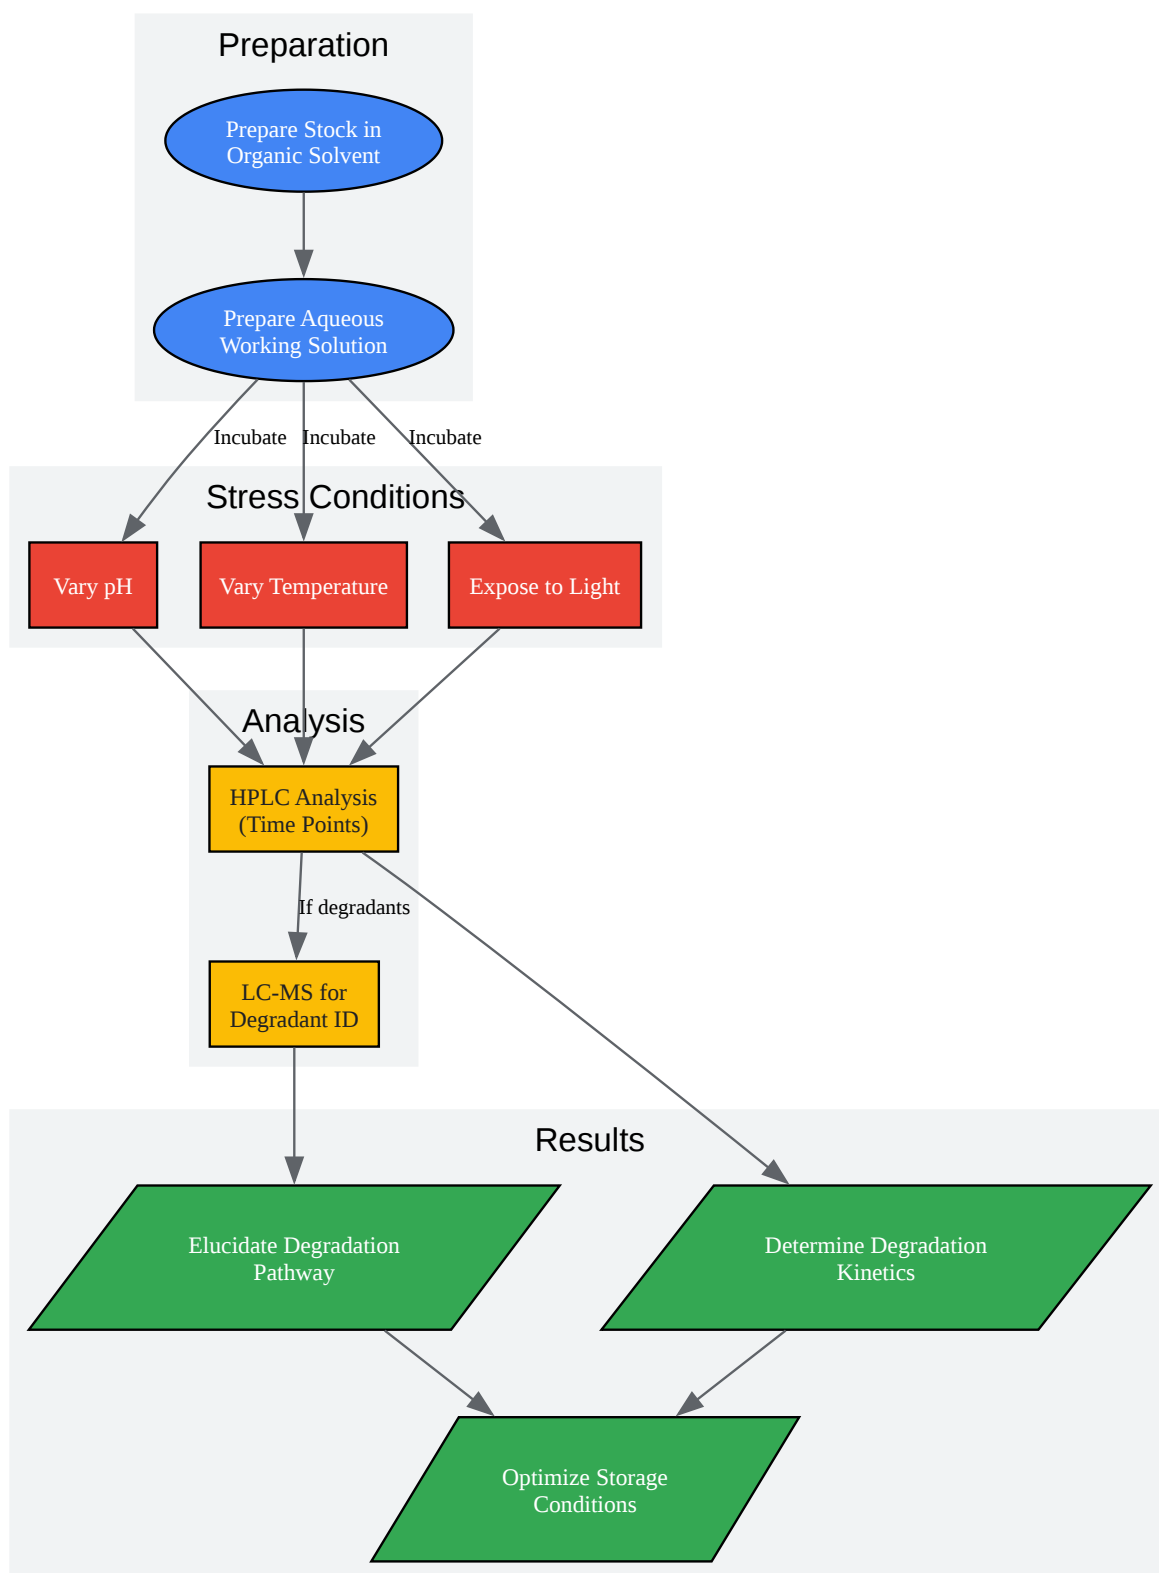 Preparation
Prepare Stock in
Organic Solvent
Prepare Aqueous
Working Solution
Incubate
Incubate
Incubate
Stress Conditions
Vary pH
Vary Temperature
Expose to Light
Analysis
HPLC Analysis
(Time Points)
If degradants
LC-MS for
Degradant ID
Results
Elucidate Degradation
Pathway
Determine Degradation
Kinetics
Optimize Storage
Conditions